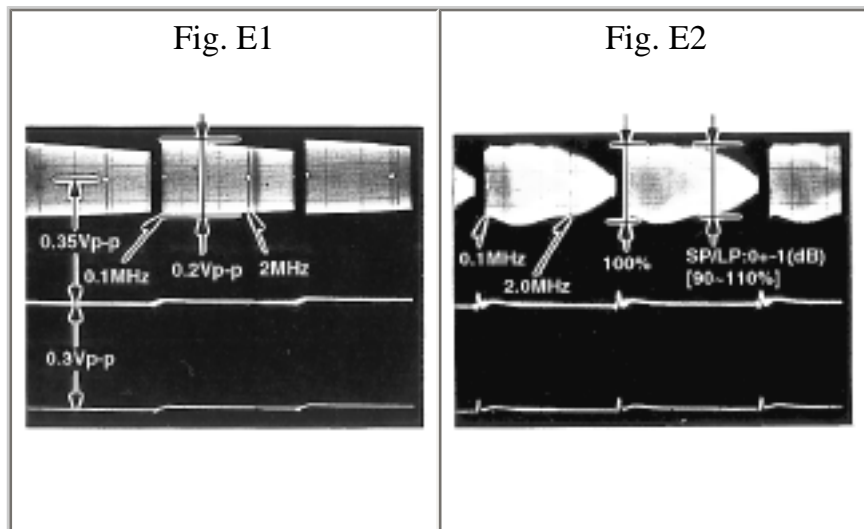 Fig. E1
0.35Vp-p
0.1MHz
0.2Vp-p
2MHz
0.3Vp-p
Fig. E2
0.1MHz
2.0MHz
100%
SP/LP:0±1(dB)
[90~110%]